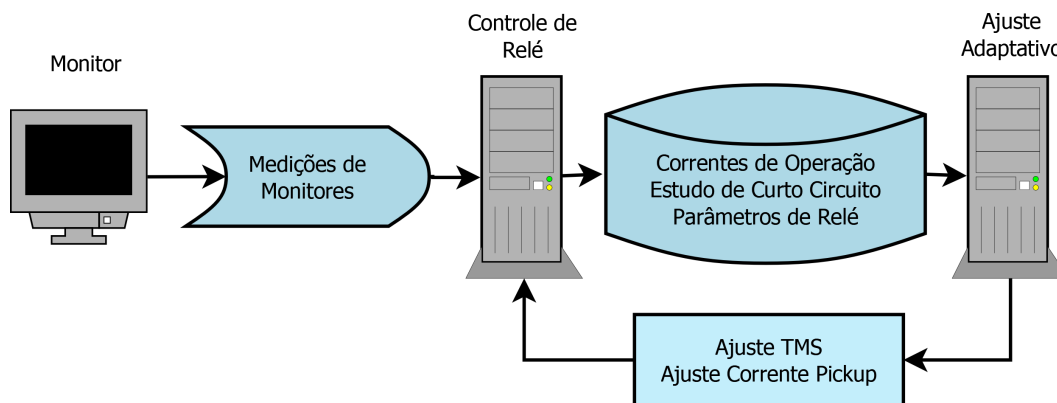 Monitor
Medições de
Monitores
Controle de
Relé
Correntes de Operação
Estudo de Curto Circuito
Parâmetros de Relé
Ajuste
Adaptativo
Ajuste TMS
Ajuste Corrente Pickup